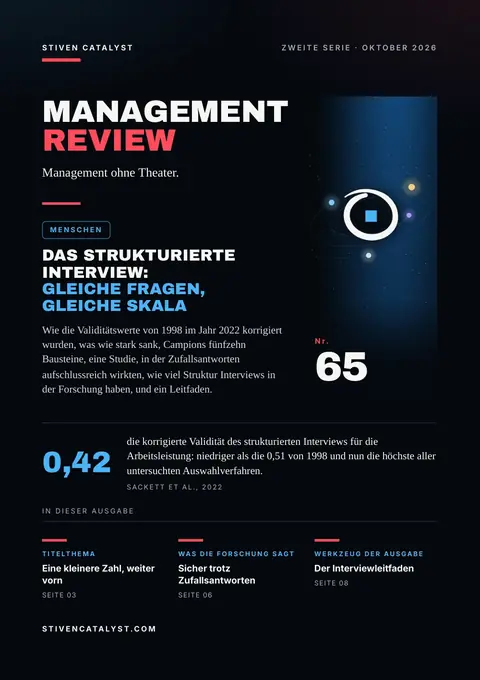 STIVEN CATALYST
ZWEITE SERIE · OKTOBER 2026
MANAGEMENT
REVIEW
Management ohne Theater.
MENSCHEN
DAS STRUKTURIERTE
INTERVIEW:
GLEICHE FRAGEN,
GLEICHE SKALA
Wie die Validitätswerte von 1998 im Jahr 2022 korrigiert
wurden, was wie stark sank, Campions fünfzehn
Bausteine, eine Studie, in der Zufallsantworten
aufschlussreich wirkten, wie viel Struktur Interviews in
der Forschung haben, und ein Leitfaden.
Nr.
65
0,42
die korrigierte Validität des strukturierten Interviews für die
Arbeitsleistung: niedriger als die 0,51 von 1998 und nun die höchste aller
untersuchten Auswahlverfahren.
SACKETT ET AL., 2022
IN DIESER AUSGABE
TITELTHEMA
Eine kleinere Zahl, weiter
vorn
SEITE 03
WAS DIE FORSCHUNG SAGT
Sicher trotz
Zufallsantworten
SEITE 06
WERKZEUG DER AUSGABE
Der Interviewleitfaden
SEITE 08
STIVENCATALYST.COM